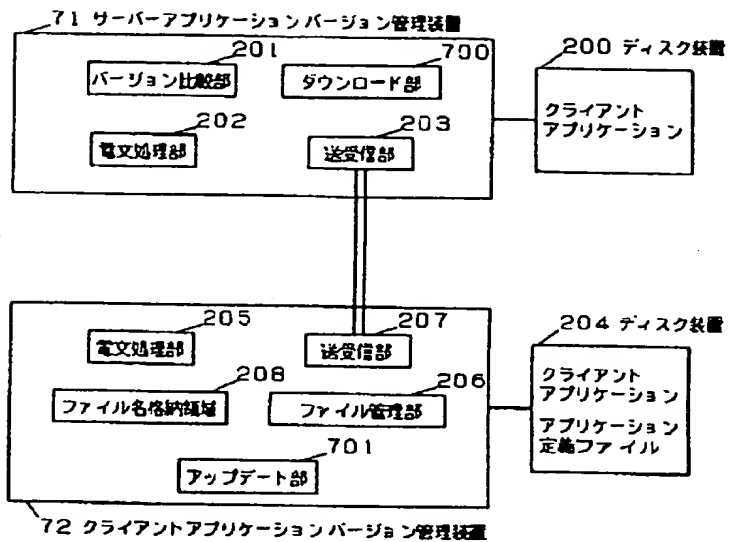 71 サーバーアプリケーションバージョン管理装置
201
バージョン比較部
700
ダウンロード部
202
電文処理部
203
送受信部
200 ディスク装置
クライアント
アプリケーション
205
電文処理部
207
送受信部
208
ファイル名格納領域
206
ファイル管理部
701
アップデート部
204 ディスク装置
クライアント
アプリケーション
アプリケーション
定義ファイル
72 クライアントアプリケーションバージョン管理装置